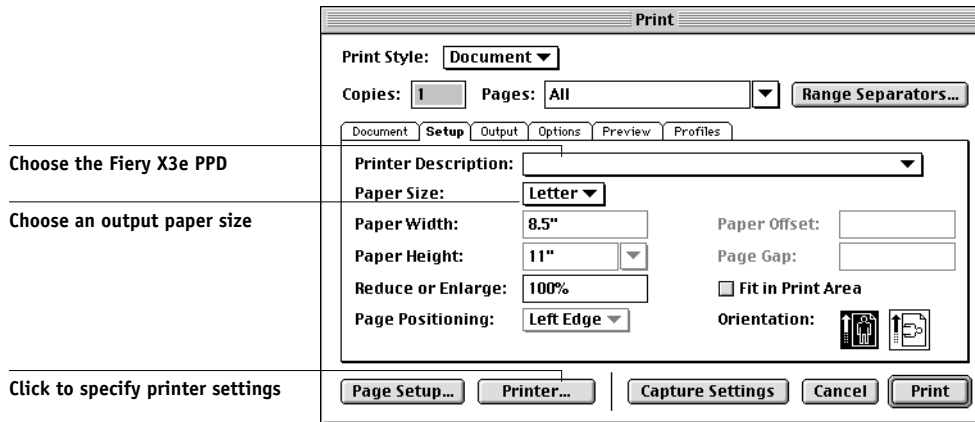 Print
Print Style: Document
Copies: 1 Pages: All Range Separators...
Document Setup Output Options Preview Profiles
Choose the Fiery X3e PPD
Printer Description:
Paper Size: Letter
Choose an output paper size
Paper Width: 8.5" Paper Offset:
Paper Height: 11" Page Gap:
Reduce or Enlarge: 100% Fit in Print Area
Page Positioning: Left Edge Orientation:
Click to specify printer settings
Page Setup... Printer... Capture Settings Cancel Print